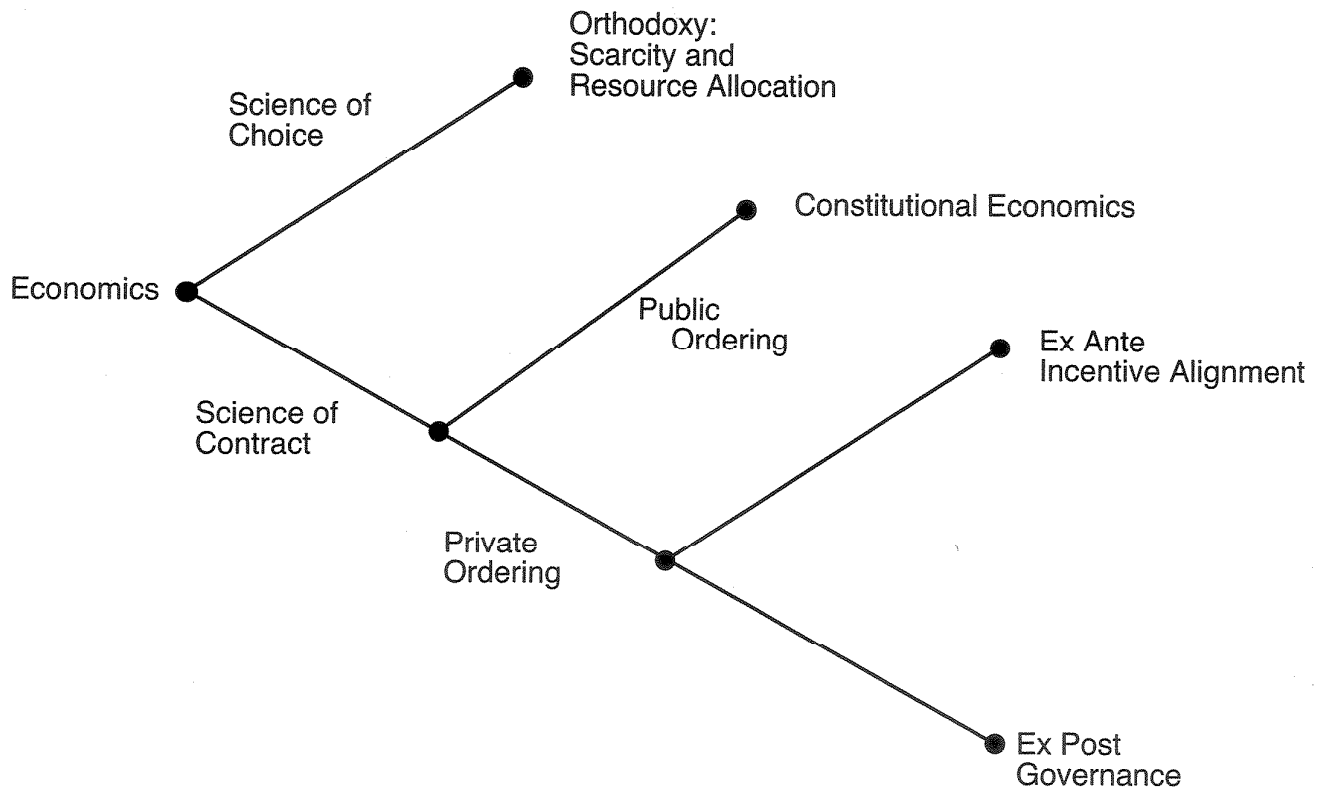 Orthodoxy:
Scarcity and
Resource Allocation
Science of
Choice
Constitutional Economics
Economics
Public
Ordering
Ex Ante
Incentive Alignment
Science of
Contract
Private
Ordering
Ex Post
Governance